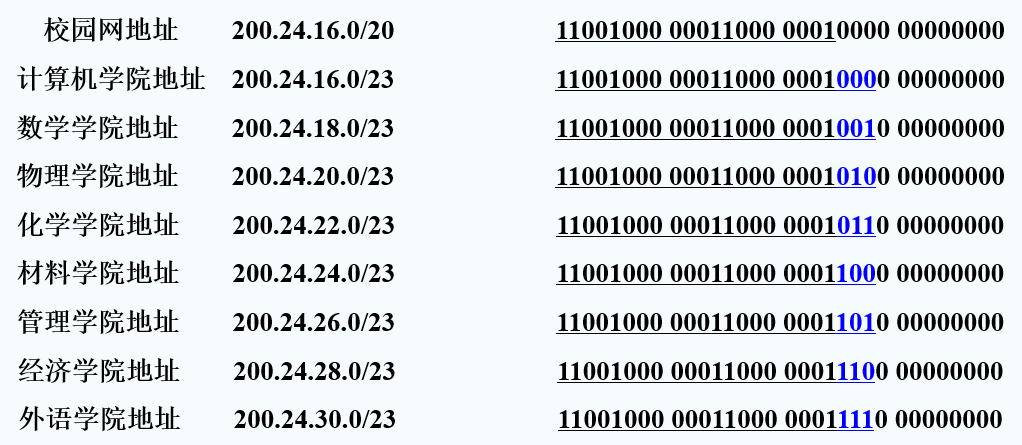 校园网地址 200.24.16.0/20 11001000 00011000 00010000 00000000
计算机学院地址 200.24.16.0/23 11001000 00011000 00010000 00000000
数学学院地址 200.24.18.0/23 11001000 00011000 00010010 00000000
物理学院地址 200.24.20.0/23 11001000 00011000 00010100 00000000
化学学院地址 200.24.22.0/23 11001000 00011000 00010110 00000000
材料学院地址 200.24.24.0/23 11001000 00011000 00011000 00000000
管理学院地址 200.24.26.0/23 11001000 00011000 00011010 00000000
经济学院地址 200.24.28.0/23 11001000 00011000 00011100 00000000
外语学院地址 200.24.30.0/23 11001000 00011000 00011110 00000000